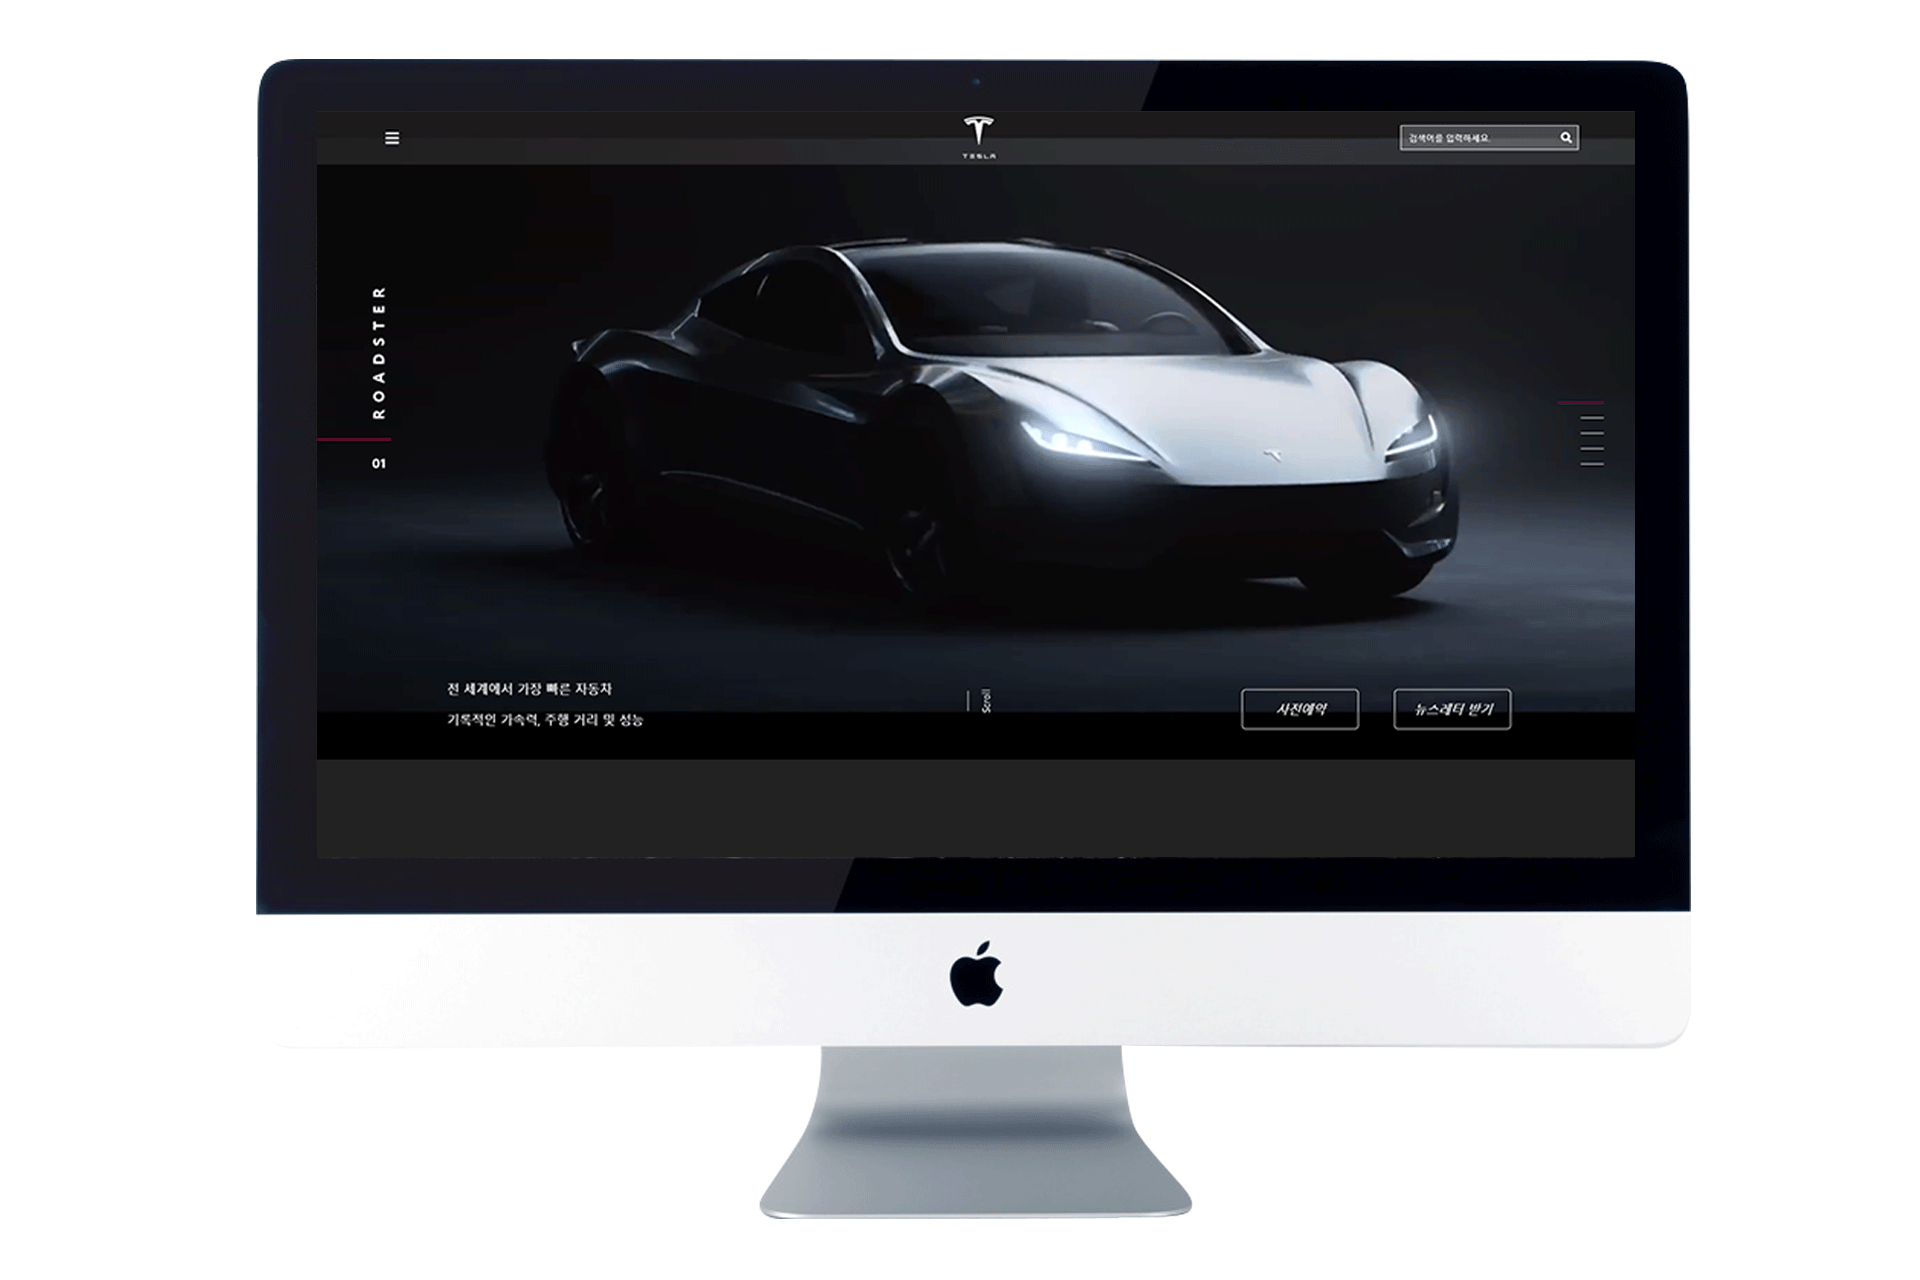 TESLA
검색어를 입력하세요.
ROADSTER
01
전 세계에서 가장 빠른 자동차
기록적인 가속력, 주행 거리 및 성능
Scroll
사전예약
뉴스레터 받기